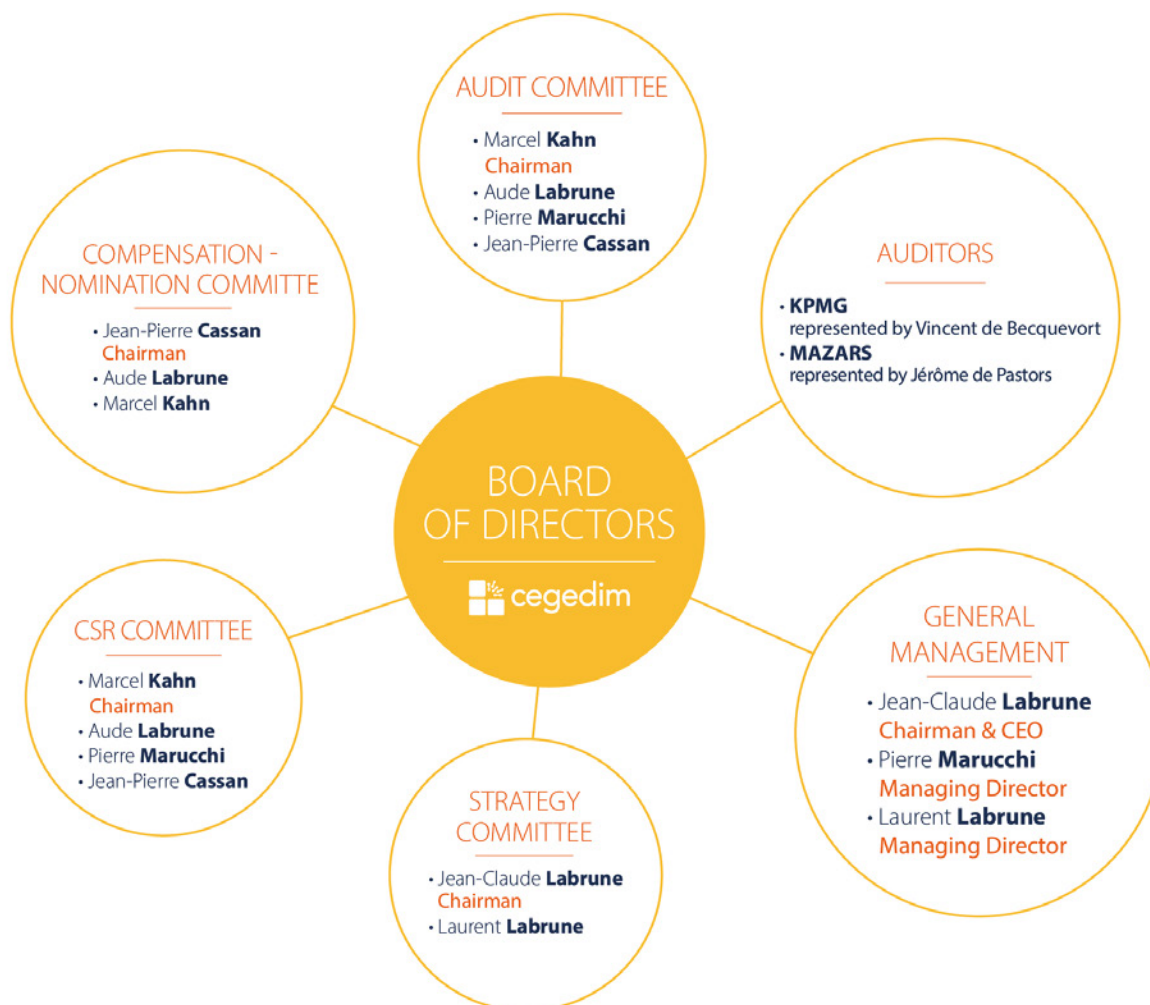 AUDIT COMMITTEE
• Marcel Kahn
Chairman
• Aude Labrune
• Pierre Marucchi
• Jean-Pierre Cassan
COMPENSATION -
NOMINATION COMMITTE
• Jean-Pierre Cassan
Chairman
• Aude Labrune
• Marcel Kahn
AUDITORS
• KPMG
represented by Vincent de Becquevort
• MAZARS
represented by Jérôme de Pastors
BOARD
OF DIRECTORS
cegedim
CSR COMMITTEE
• Marcel Kahn
Chairman
• Aude Labrune
• Pierre Marucchi
• Jean-Pierre Cassan
GENERAL
MANAGEMENT
• Jean-Claude Labrune
Chairman & CEO
• Pierre Marucchi
Managing Director
• Laurent Labrune
Managing Director
STRATEGY
COMMITTEE
• Jean-Claude Labrune
Chairman
• Laurent Labrune